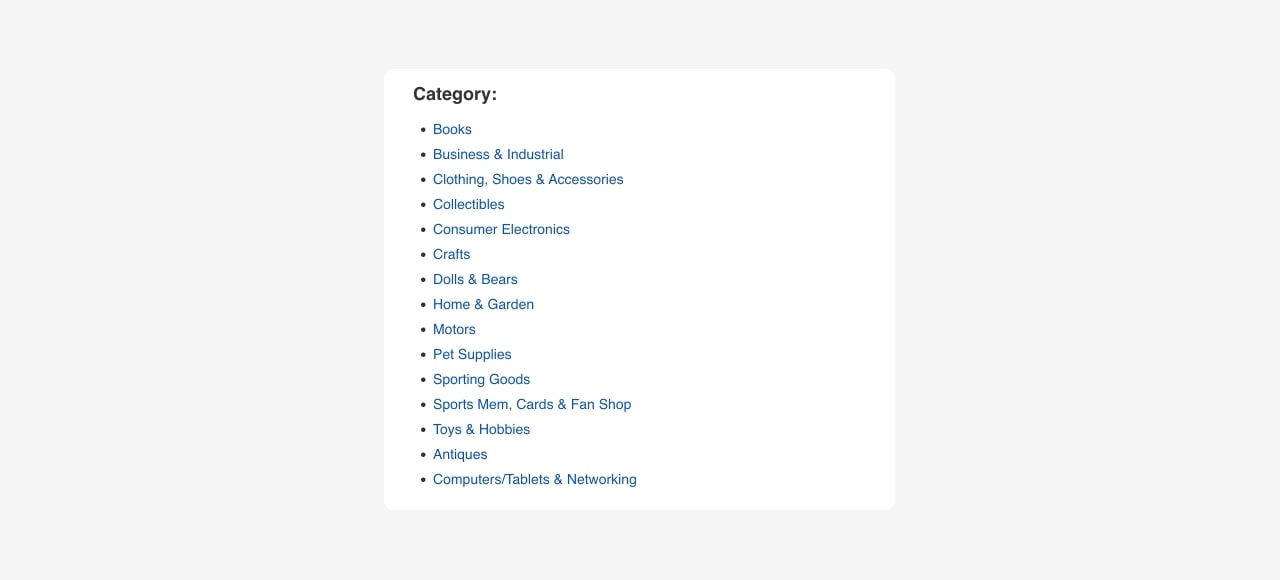 Category:
Books
Business & Industrial
Clothing, Shoes & Accessories
Collectibles
Consumer Electronics
Crafts
Dolls & Bears
Home & Garden
Motors
Pet Supplies
Sporting Goods
Sports Mem, Cards & Fan Shop
Toys & Hobbies
Antiques
Computers/Tablets & Networking